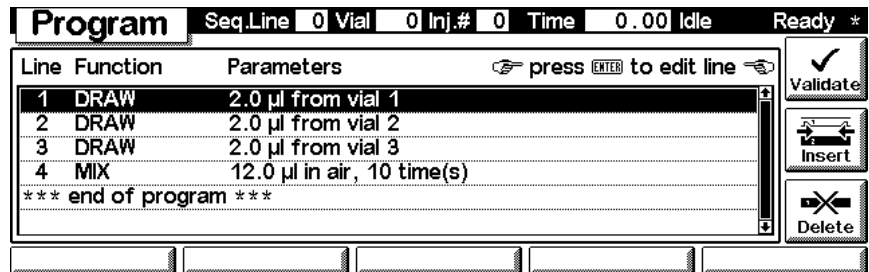 Program Seq.Line 0 Vial 0 Inj.# 0 Time 0.00 Idle Ready *
Line Function Parameters press ENTER to edit line
1 DRAW 2.0 µl from vial 1
2 DRAW 2.0 µl from vial 2
3 DRAW 2.0 µl from vial 3
4 MIX 12.0 µl in air, 10 time(s)
*** end of program ***
Validate
Insert
Delete